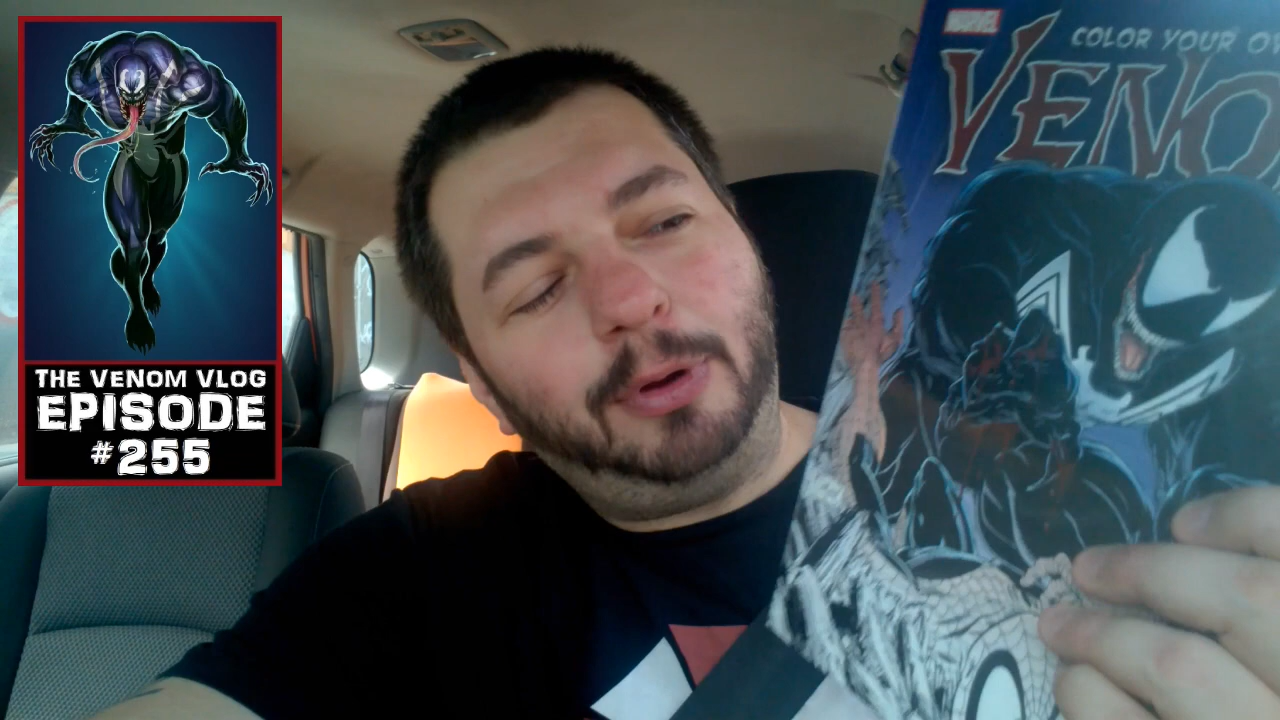 THE VENOM VLOG
EPISODE
#255
MARVEL
COLOR YOUR
VENO